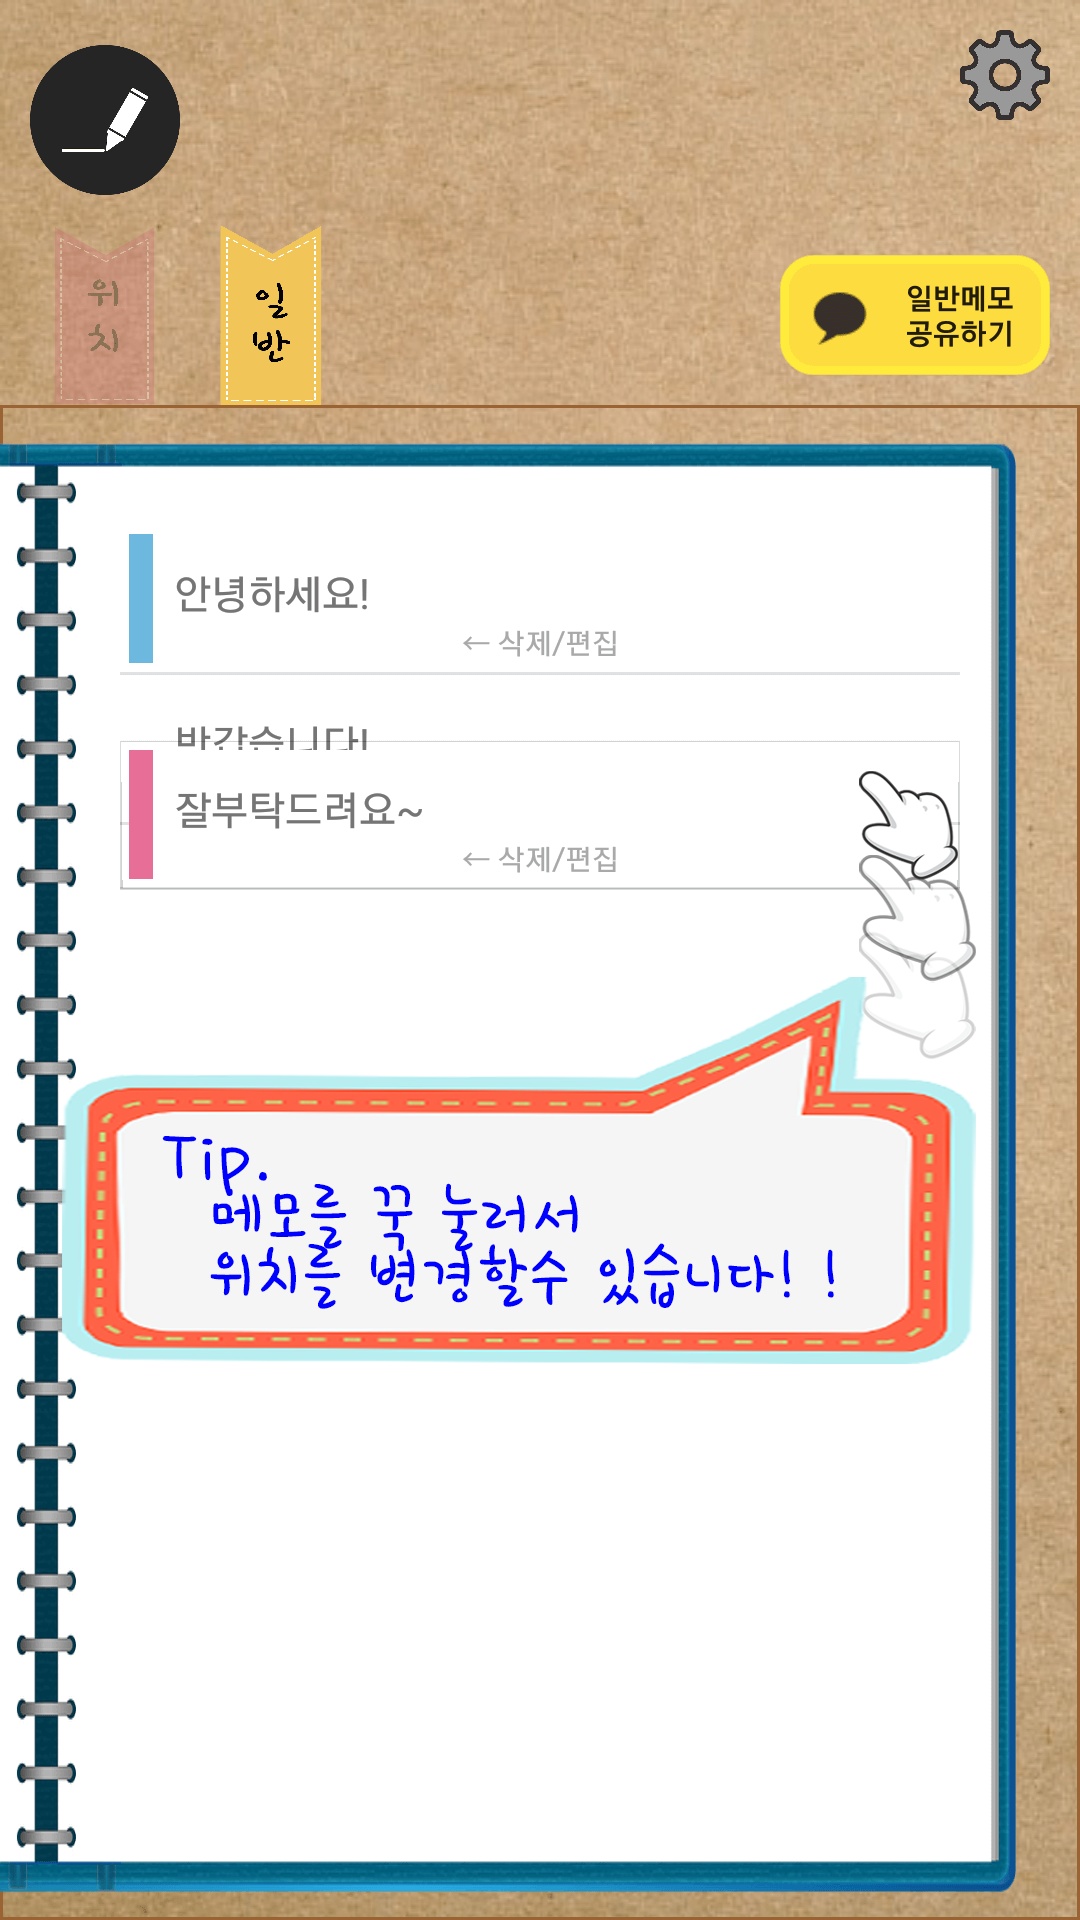 위
치
일
반
일반메모
공유하기
안녕하세요!
← 삭제/편집
반갑습니다!
잘부탁드려요~
← 삭제/편집
Tip.
메모를 꾹 눌러서
위치를 변경할수 있습니다! !